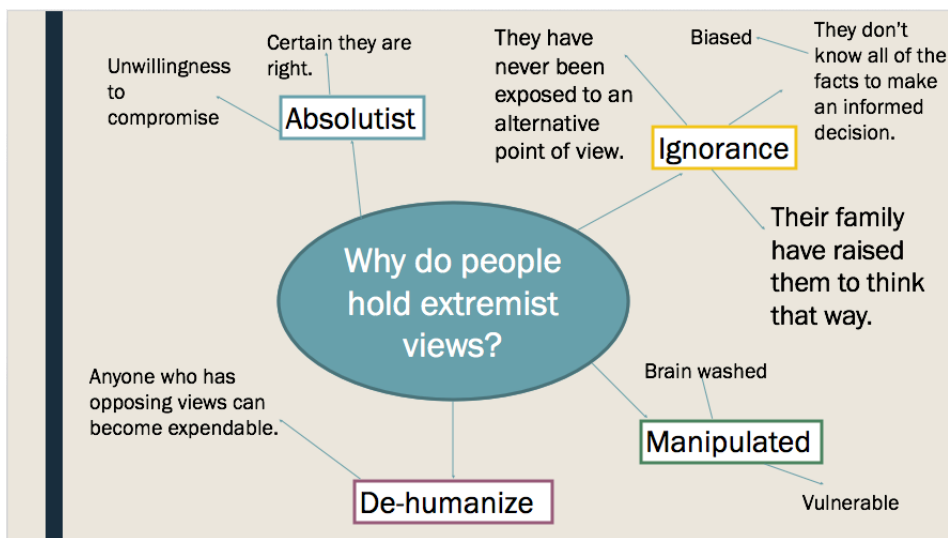 Certain they are
right.
Unwillingness
to
compromise
Absolutist
They have
never been
exposed to an
alternative
point of view.
Biased
They don’t
know all of the
facts to make
an informed
decision.
Ignorance
Their family
have raised
them to think
that way.
Why do people
hold extremist
views?
Anyone who has
opposing views can
become expendable.
De-humanize
Brain washed
Manipulated
Vulnerable